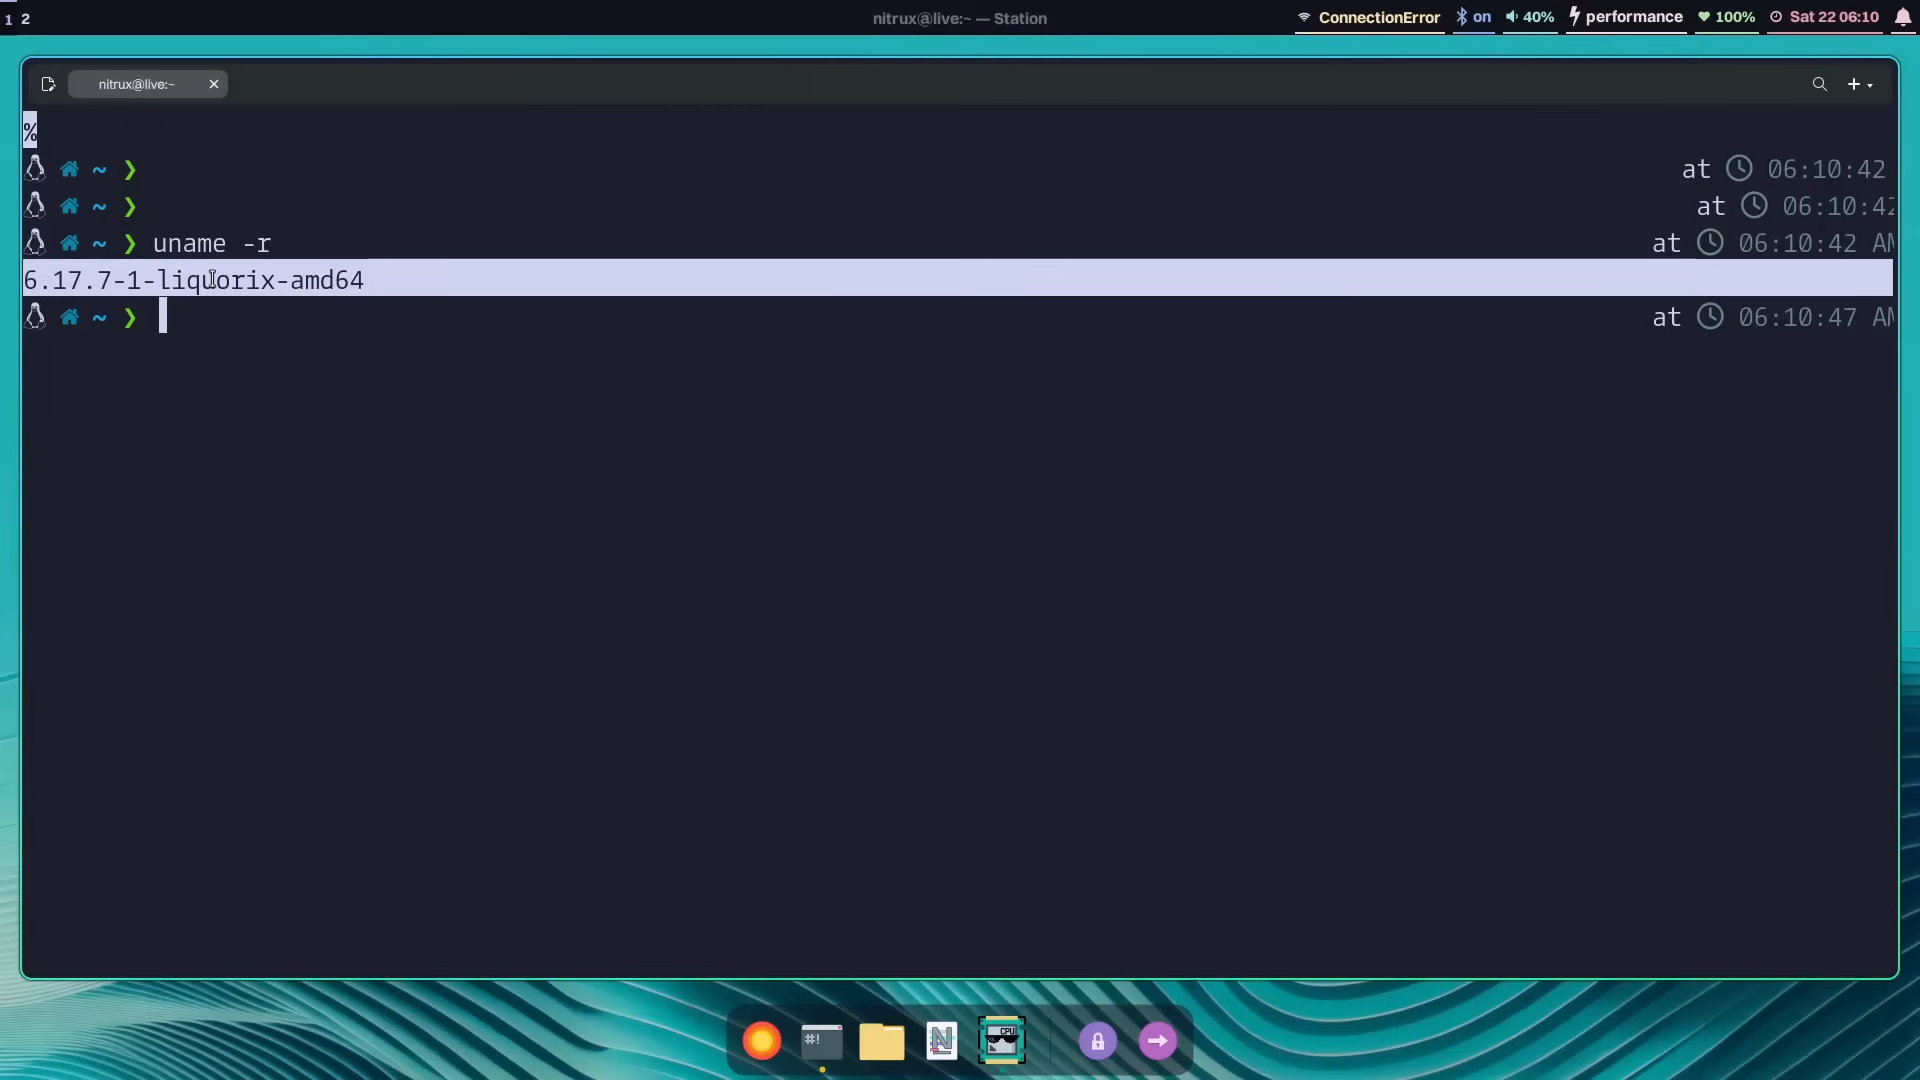 1 2 nitrux@live:~ — Station ConnectionError on 40% performance 100% Sat 22 06:10
nitrux@live:~
%
~ ❯ at 06:10:42
~ ❯ at 06:10:42
~ ❯ uname -r at 06:10:42 AM
6.17.7-1-liquorix-amd64
~ ❯ at 06:10:47 AM
#!
N
CPU